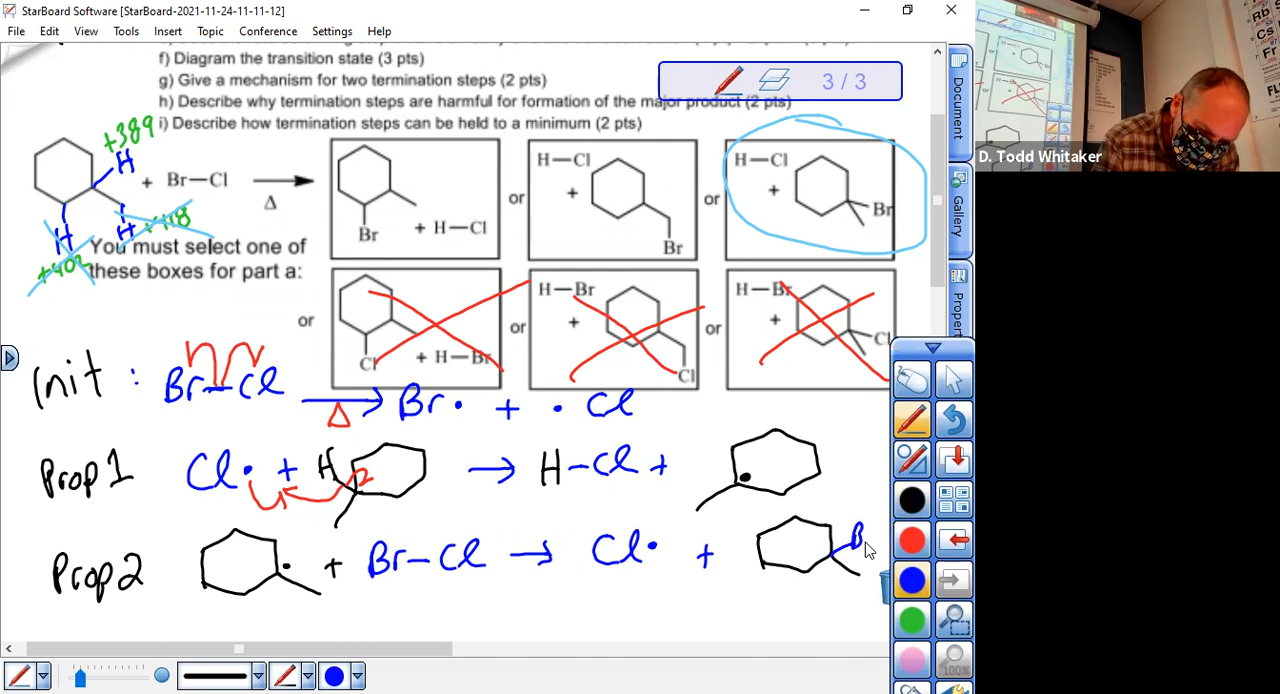 StarBoard Software [StarBoard-2021-11-24-11-11-12]
File Edit View Tools Insert Topic Conference Settings Help
f) Diagram the transition state (3 pts)
g) Give a mechanism for two termination steps (2 pts)
h) Describe why termination steps are harmful for formation of the major product (2 pts)
i) Describe how termination steps can be held to a minimum (2 pts)
3 / 3
Rb
Cs
Fr
D. Todd Whitaker
Document
Gallery
Propert
+389
H
+ Br—Cl
Δ
Br
+ H—Cl
or
H—Cl
+
Br
or
H—Cl
+
Br
H
H
+418
+402
You must select one of
these boxes for part a:
or
Cl
+ H—Br
or
H—Br
+
Cl
or
H—Br
+
Cl
Init : Br—Cl Δ Br· + ·Cl
Prop 1 Cl· + H → H—Cl +
Prop 2 + Br—Cl → Cl· + B
100%